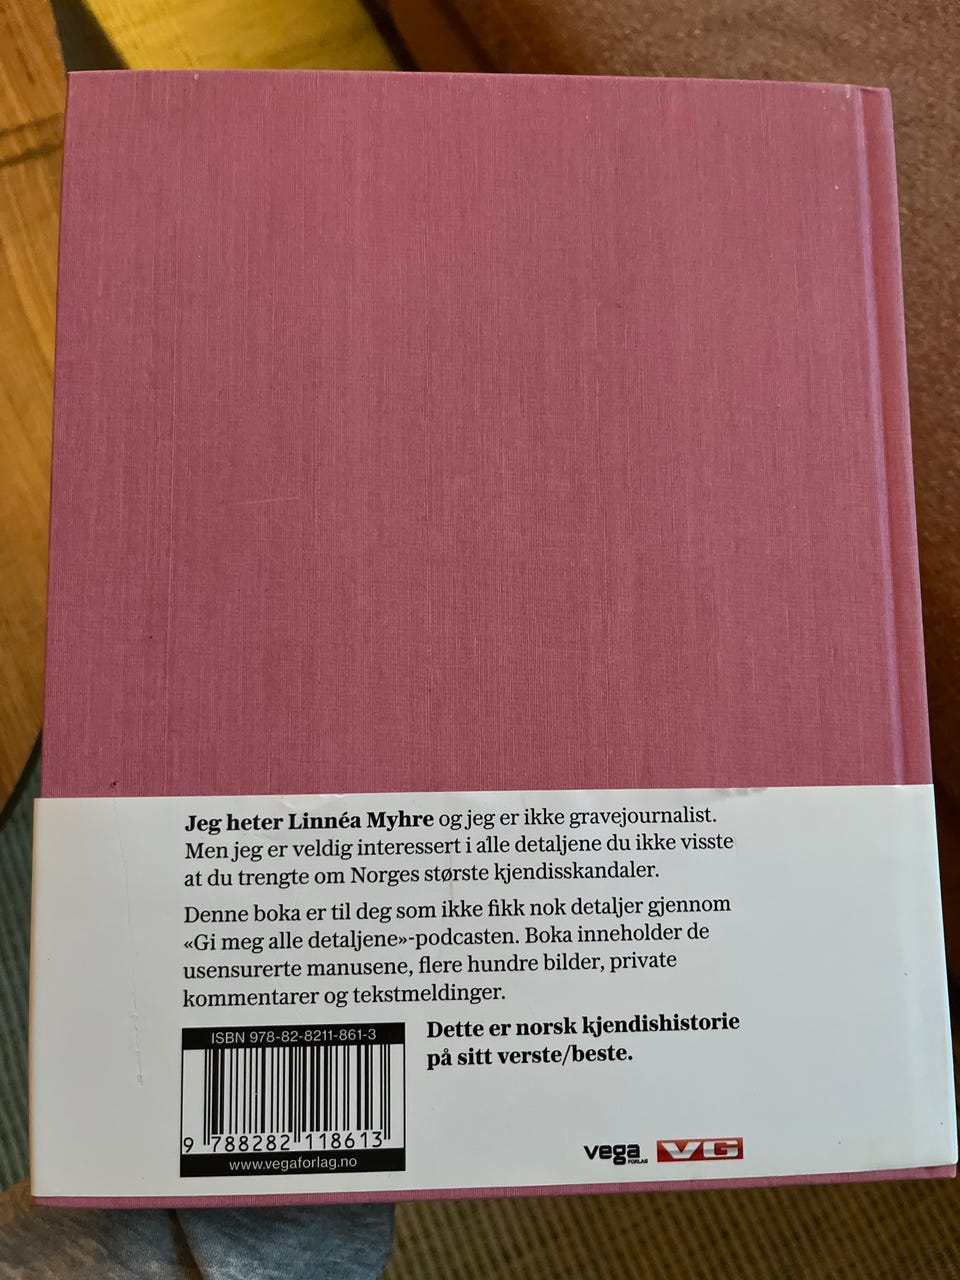 Jeg heter Linnéa Myhre og jeg er ikke gravejournalist.
Men jeg er veldig interessert i alle detaljene du ikke visste
at du trengte om Norges største kjendisskandaler.
Denne boka er til deg som ikke fikk nok detaljer gjennom
«Gi meg alle detaljene»-podcasten. Boka inneholder de
usensurerte manusene, flere hundre bilder, private
kommentarer og tekstmeldinger.
Dette er norsk kjendishistorie
på sitt verste/beste.
ISBN 978-82-8211-861-3
9 788282 118613
www.vegaforlag.no
vega FORLAG VG